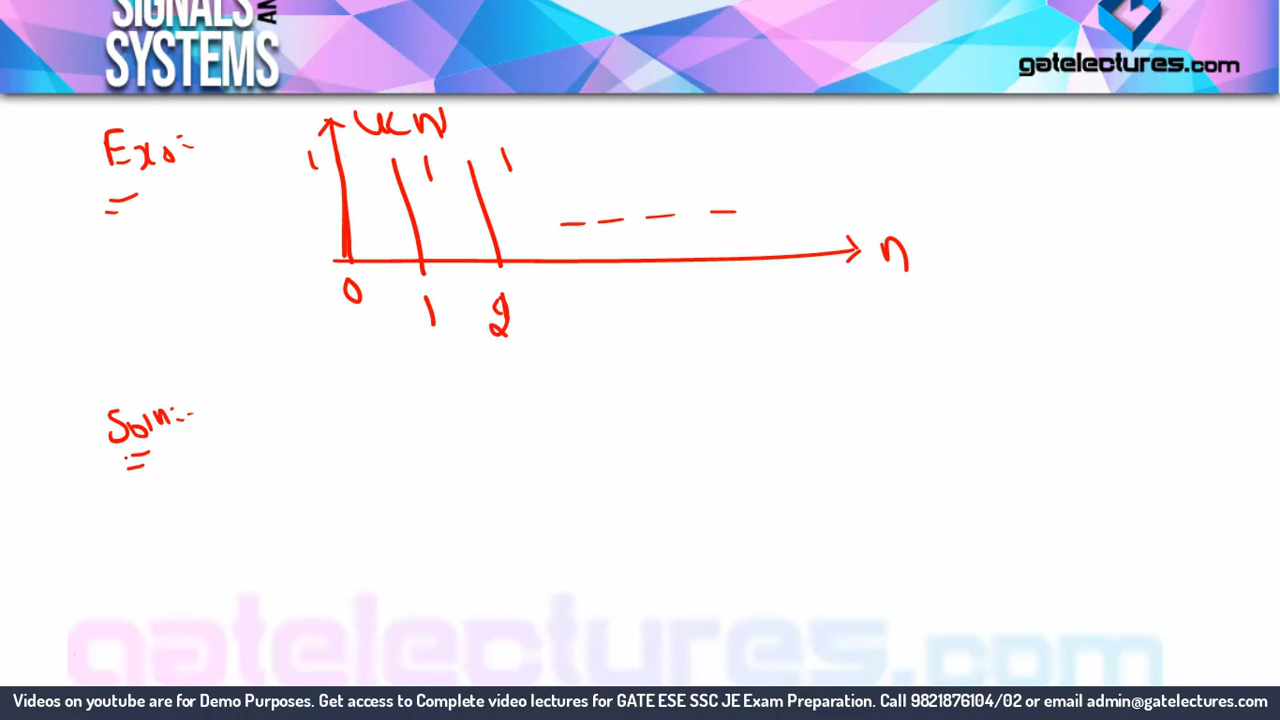 SIGNALS AND
SYSTEMS
gatelectures.com
Exs:-
1 1 1
n
0 1 2
Soln:-
gatelectures.com
Videos on youtube are for Demo Purposes. Get access to Complete video lectures for GATE ESE SSC JE Exam Preparation. Call 9821876104/02 or email admin@gatelectures.com